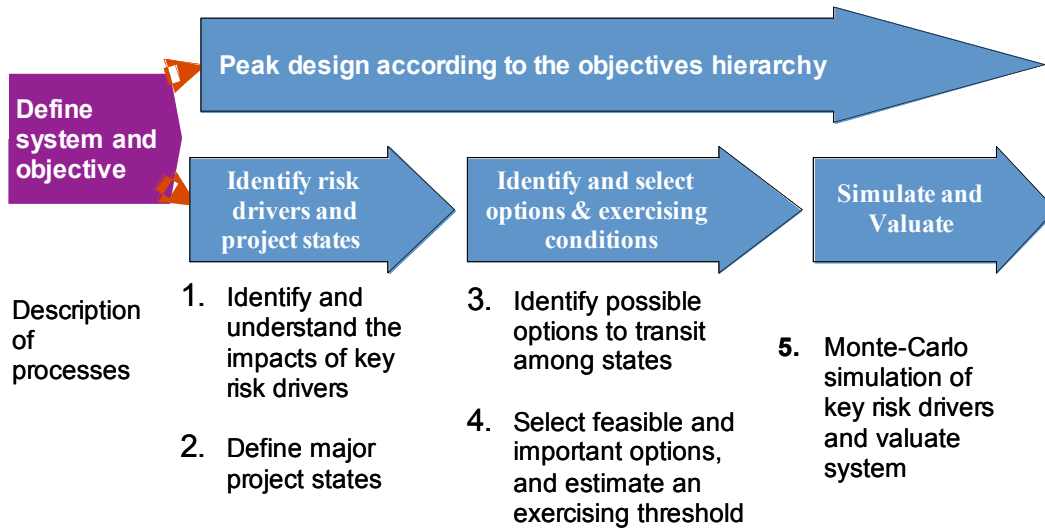 Peak design according to the objectives hierarchy
Define
system and
objective
Identify risk
drivers and
project states
Identify and select
options & exercising
conditions
Simulate and
Valuate
Description
of
processes
1. Identify and
understand the
impacts of key
risk drivers
2. Define major
project states
3. Identify possible
options to transit
among states
4. Select feasible and
important options,
and estimate an
exercising threshold
5. Monte-Carlo
simulation of
key risk drivers
and valuate
system